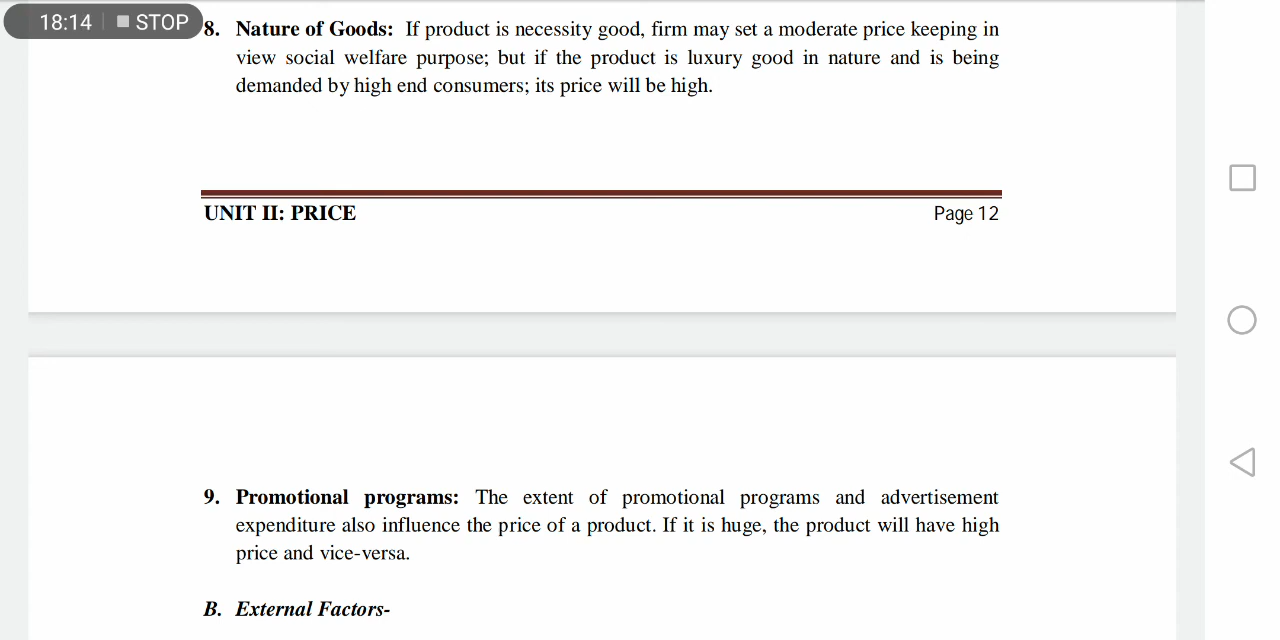 18:14 STOP
8. Nature of Goods: If product is necessity good, firm may set a moderate price keeping in
view social welfare purpose; but if the product is luxury good in nature and is being
demanded by high end consumers; its price will be high.
UNIT II: PRICE Page 12
9. Promotional programs: The extent of promotional programs and advertisement
expenditure also influence the price of a product. If it is huge, the product will have high
price and vice-versa.
B. External Factors-